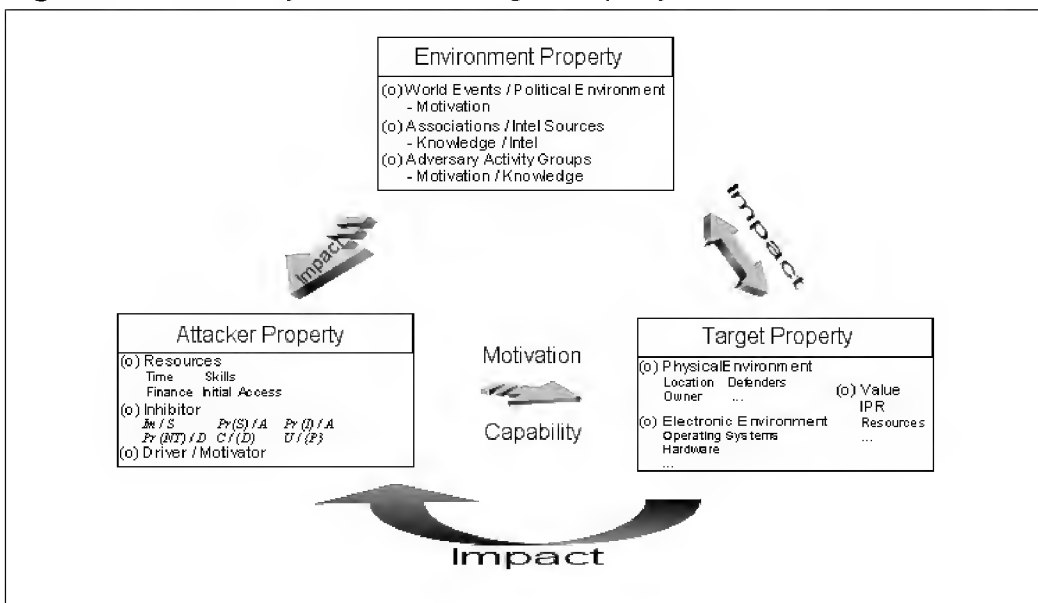 Environment Property
(o) World Events / Political Environment
- Motivation
(o) Associations / Intel Sources
- Knowledge / Intel
(o) Adversary Activity Groups
- Motivation / Knowledge
Impact
Impact
Attacker Property
(o) Resources
Time Skills
Finance Initial Access
(o) Inhibitor
Im / S Pr(S) / A Pr(I) / A
Pr(NT) / D C / (D) U / {P}
(o) Driver / Motivator
Motivation
Capability
Target Property
(o) PhysicalEnvironment
Location Defenders
Owner ...
(o) Value
IPR
Resources
...
(o) Electronic Environment
Operating Systems
Hardware
...
Impact